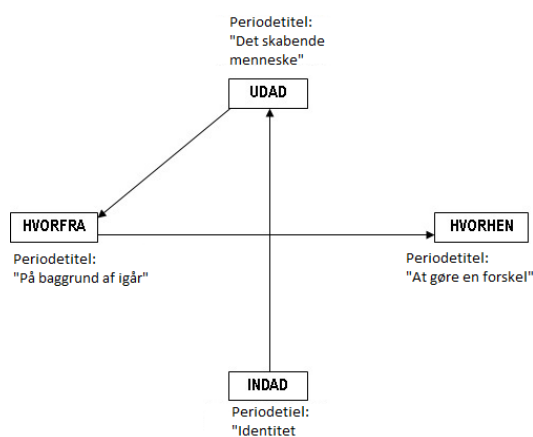 Periodetitel:
"Det skabende
menneske"
UDAD
HVORFRA
HVORHEN
Periodetitel:
"På baggrund af igår"
Periodetitel:
"At gøre en forskel"
INDAD
Periodetiel:
"Identitet